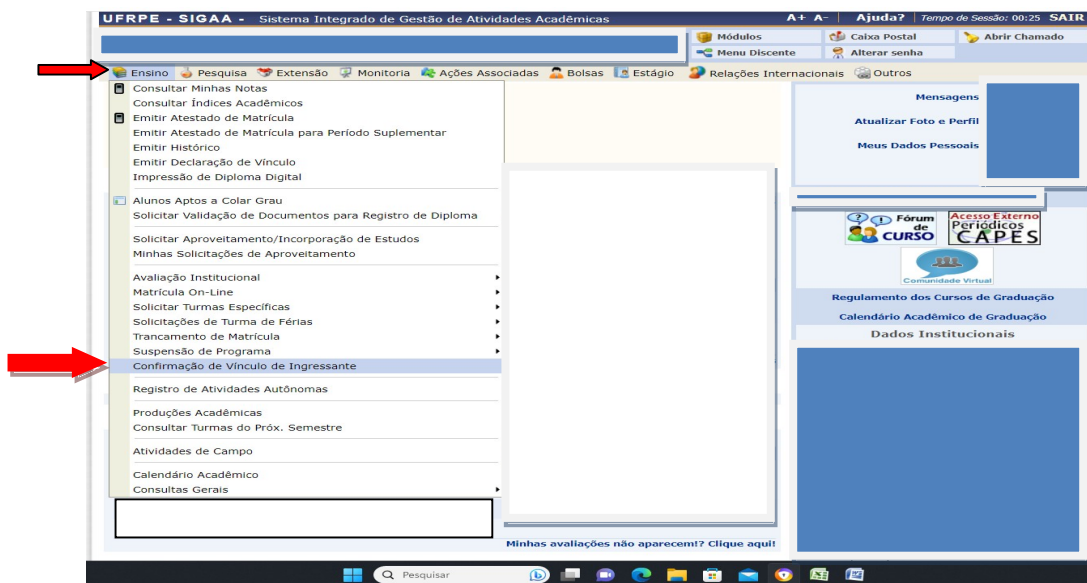 UFRPE - SIGAA - Sistema Integrado de Gestão de Atividades Acadêmicas
A+ A- Ajuda? Tempo de Sessão: 00:25 SAIR
Módulos Caixa Postal Abrir Chamado
Menu Discente Alterar senha
Ensino Pesquisa Extensão Monitoria Ações Associadas Bolsas Estágio Relações Internacionais Outros
Consultar Minhas Notas
Consultar Índices Acadêmicos
Emitir Atestado de Matrícula
Emitir Atestado de Matrícula para Período Suplementar
Emitir Histórico
Emitir Declaração de Vínculo
Impressão de Diploma Digital
Alunos Aptos a Colar Grau
Solicitar Validação de Documentos para Registro de Diploma
Solicitar Aproveitamento/Incorporação de Estudos
Minhas Solicitações de Aproveitamento
Avaliação Institucional
Matrícula On-Line
Solicitar Turmas Específicas
Solicitações de Turma de Férias
Trancamento de Matrícula
Suspensão de Programa
Confirmação de Vínculo de Ingressante
Registro de Atividades Autônomas
Produções Acadêmicas
Consultar Turmas do Próx. Semestre
Atividades de Campo
Calendário Acadêmico
Consultas Gerais
Minhas avaliações não aparecem!? Clique aqui!
Mensagens
Atualizar Foto e Perfil
Meus Dados Pessoais
Fórum
de
CURSO
Acesso Externo
Periódicos
CAPES
Comunidade Virtual
Regulamento dos Cursos de Graduação
Calendário Acadêmico de Graduação
Dados Institucionais
Pesquisar